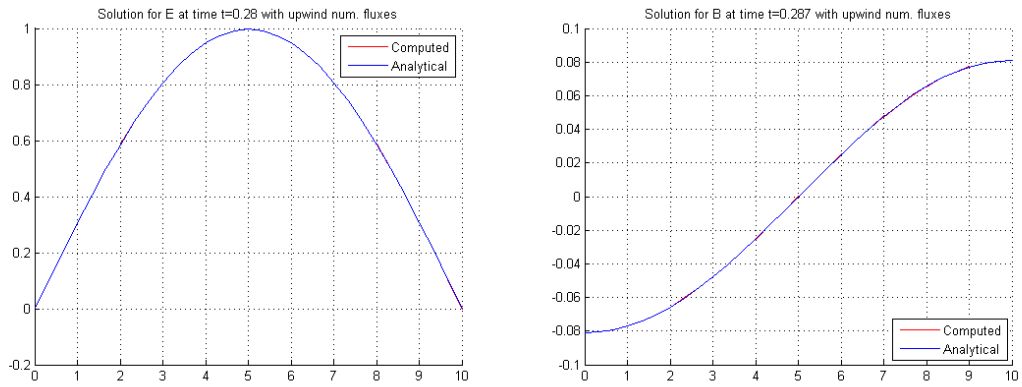 Solution for E at time t=0.28 with upwind num. fluxes
1
0.8
0.6
0.4
0.2
0
-0.2
0 1 2 3 4 5 6 7 8 9 10
Computed
Analytical
Solution for B at time t=0.287 with upwind num. fluxes
0.1
0.08
0.06
0.04
0.02
0
-0.02
-0.04
-0.06
-0.08
-0.1
0 1 2 3 4 5 6 7 8 9 10
Computed
Analytical